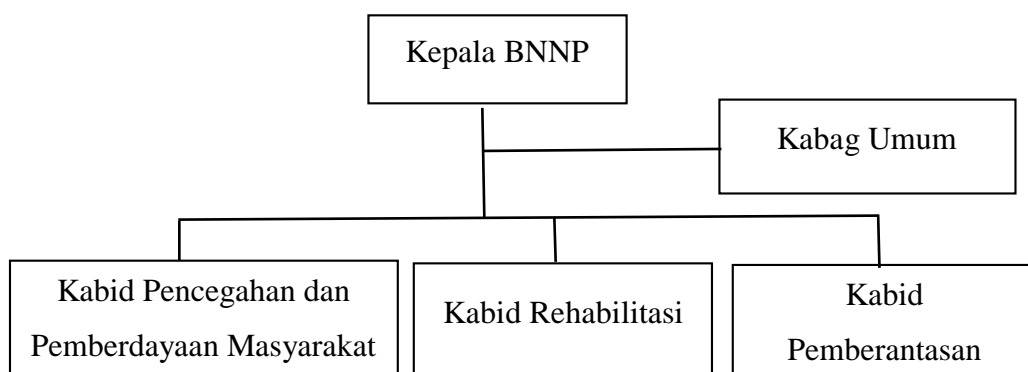 Kepala BNNP
Kabag Umum
Kabid Pencegahan dan
Pemberdayaan Masyarakat
Kabid Rehabilitasi
Kabid
Pemberantasan